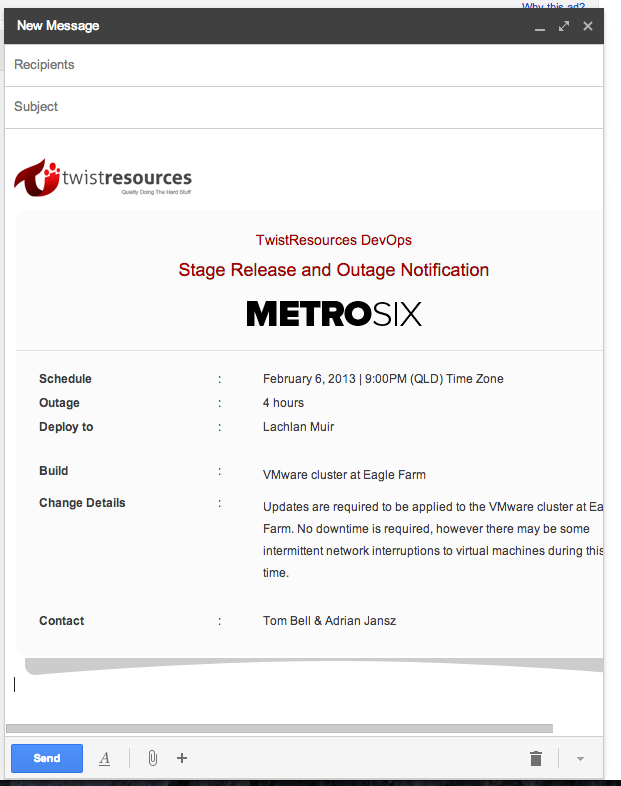 Why this ad?
New Message
Recipients
Subject
twistresources
Quietly Doing The Hard Stuff
TwistResources DevOps
Stage Release and Outage Notification
METROSIX
Schedule : February 6, 2013 | 9:00PM (QLD) Time Zone
Outage : 4 hours
Deploy to : Lachlan Muir
Build : VMware cluster at Eagle Farm
Change Details : Updates are required to be applied to the VMware cluster at Ea
Farm. No downtime is required, however there may be some
intermittent network interruptions to virtual machines during this
time.
Contact : Tom Bell & Adrian Jansz
Send A